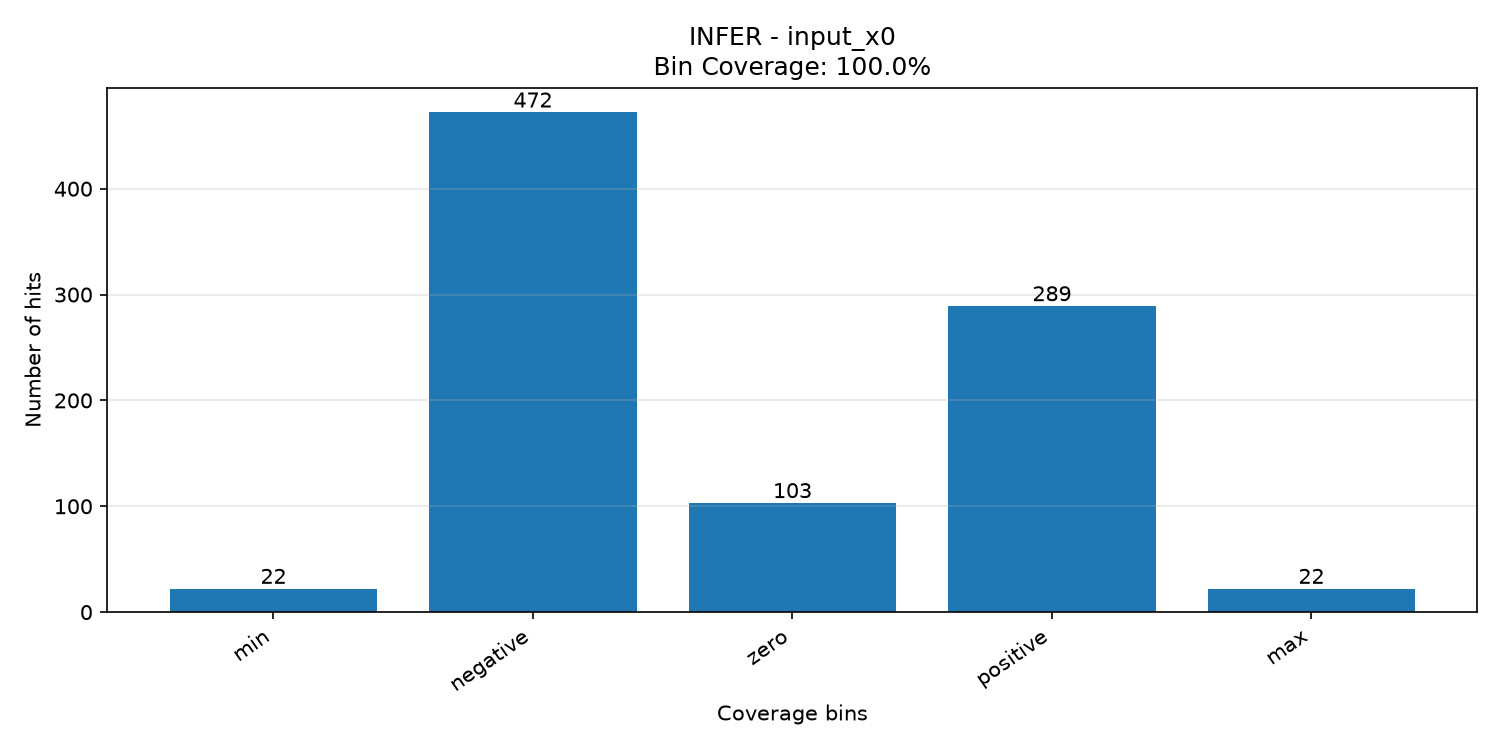 INFER - input_x0
Bin Coverage: 100.0%
472
400
289
300
Number of hits
200
103
100
22
22
0
min
negative
zero
positive
max
Coverage bins